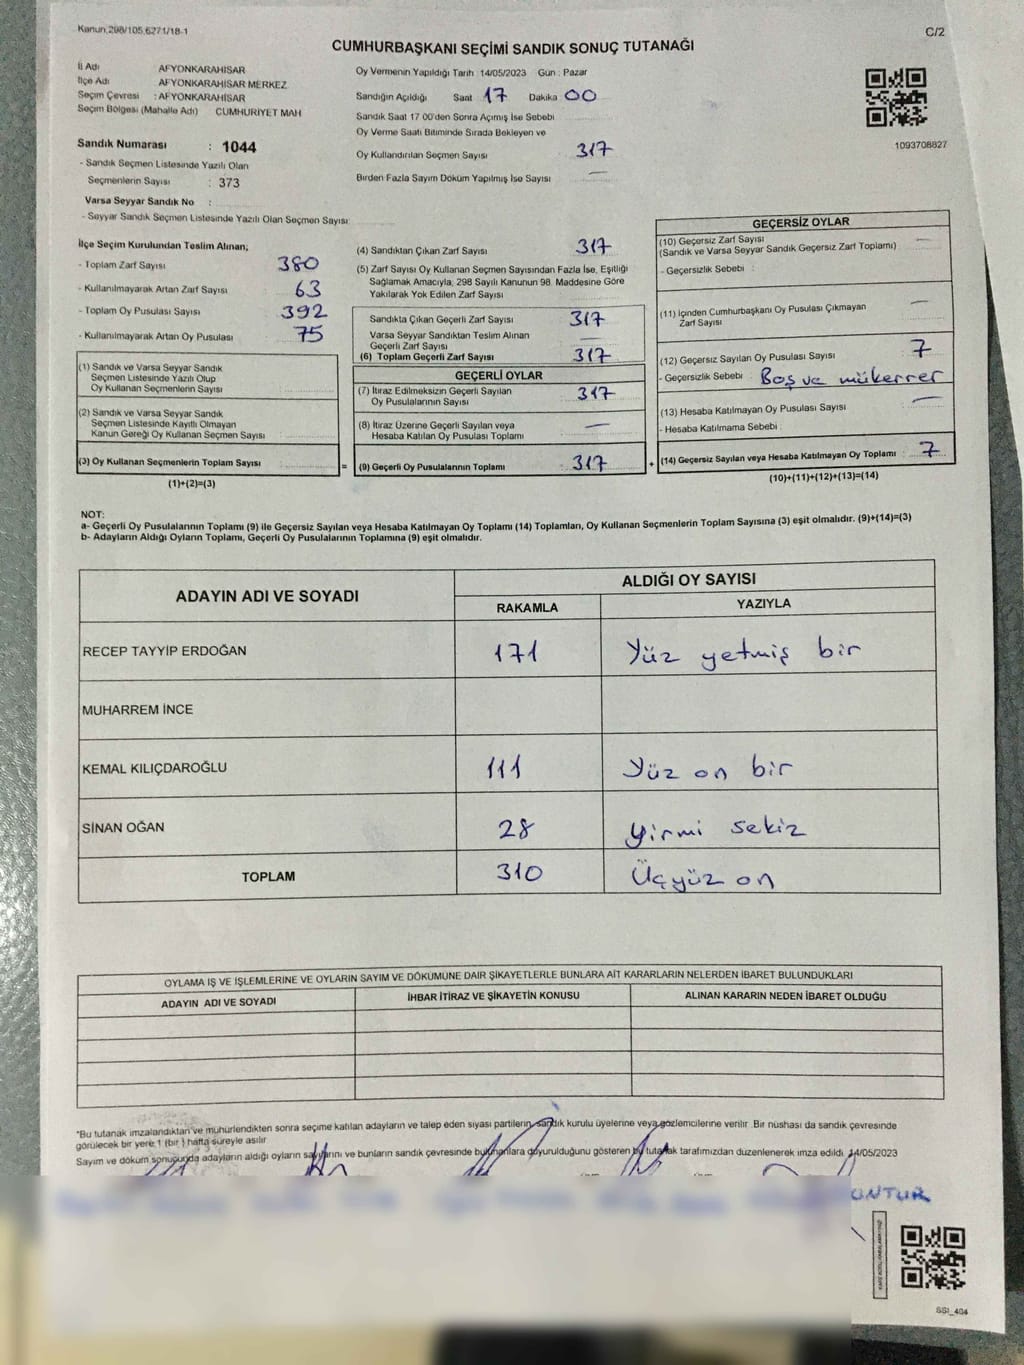 Kanun,298/105,6271/18-1
C/2
CUMHURBAŞKANI SEÇİMİ SANDIK SONUÇ TUTANAĞI
İl Adı AFYONKARAHİSAR
İlçe Adı AFYONKARAHİSAR MERKEZ
Seçim Çevresi : AFYONKARAHİSAR
Seçim Bölgesi (Mahalle Adı) CUMHURİYET MAH
Sandık Numarası : 1044
- Sandık Seçmen Listesinde Yazılı Olan
Seçmenlerin Sayısı : 373
Varsa Seyyar Sandık No :
- Seyyar Sandık Seçmen Listesinde Yazılı Olan Seçmen Sayısı:
Oy Vermenin Yapıldığı Tarih : 14/05/2023 Gün : Pazar
Sandığın Açıldığı Saat 17 Dakika 00
Sandık Saat 17 00'den Sonra Açımış İse Sebebi
Oy Verme Saati Bitiminde Sırada Bekleyen ve
Oy Kullandırılan Seçmen Sayısı 317
Birden Fazla Sayım Döküm Yapılmış İse Sayısı —
1093708827
İlçe Seçim Kurulundan Teslim Alınan;
- Toplam Zarf Sayısı 380
- Kullanılmayarak Artan Zarf Sayısı 63
- Toplam Oy Pusulası Sayısı 392
- Kullanılmayarak Artan Oy Pusulası 75
(1) Sandık ve Varsa Seyyar Sandık
Seçmen Listesinde Yazılı Olup
Oy Kullanan Seçmenlerin Sayısı
(2) Sandık ve Varsa Seyyar Sandık
Seçmen Listesinde Kayıtlı Olmayan
Kanun Gereği Oy Kullanan Seçmen Sayısı
(3) Oy Kullanan Seçmenlerin Toplam Sayısı
(1)+(2)=(3)
=
(4) Sandıktan Çıkan Zarf Sayısı 317
(5) Zarf Sayısı Oy Kullanan Seçmen Sayısından Fazla İse, Eşitliği
Sağlamak Amacıyla, 298 Sayılı Kanunun 98. Maddesine Göre
Yakılarak Yok Edilen Zarf Sayısı
Sandıkta Çıkan Geçerli Zarf Sayısı 317
Varsa Seyyar Sandıktan Teslim Alınan
Geçerli Zarf Sayısı —
(6) Toplam Geçerli Zarf Sayısı 317
GEÇERLİ OYLAR
(7) İtiraz Edilmeksizin Geçerli Sayılan
Oy Pusulalarının Sayısı 317
(8) İtiraz Üzerine Geçerli Sayılan veya
Hesaba Katılan Oy Pusulası Toplamı —
(9) Geçerli Oy Pusulalarının Toplamı 317
+
GEÇERSİZ OYLAR
(10) Geçersiz Zarf Sayısı —
(Sandık ve Varsa Seyyar Sandık Geçersiz Zarf Toplamı)
- Geçersizlik Sebebi :
(11) İçinden Cumhurbaşkanı Oy Pusulası Çıkmayan
Zarf Sayısı —
(12) Geçersiz Sayılan Oy Pusulası Sayısı 7
- Geçersizlik Sebebi : Boş ve mükerrer
(13) Hesaba Katılmayan Oy Pusulası Sayısı —
- Hesaba Katılmama Sebebi :
(14) Geçersiz Sayılan veya Hesaba Katılmayan Oy Toplamı : 7
(10)+(11)+(12)+(13)=(14)
NOT:
a- Geçerli Oy Pusulalarının Toplamı (9) ile Geçersiz Sayılan veya Hesaba Katılmayan Oy Toplamı (14) Toplamları, Oy Kullanan Seçmenlerin Toplam Sayısına (3) eşit olmalıdır. (9)+(14)=(3)
b- Adayların Aldığı Oyların Toplamı, Geçerli Oy Pusulalarının Toplamına (9) eşit olmalıdır.
ADAYIN ADI VE SOYADI
ALDIĞI OY SAYISI
RAKAMLA YAZIYLA
RECEP TAYYİP ERDOĞAN 171 Yüz yetmiş bir
MUHARREM İNCE
KEMAL KILIÇDAROĞLU 111 Yüz on bir
SİNAN OĞAN 28 yirmi sekiz
TOPLAM 310 Üçyüz on
OYLAMA İŞ VE İŞLEMLERİNE VE OYLARIN SAYIM VE DÖKÜMÜNE DAİR ŞİKAYETLERLE BUNLARA AİT KARARLARIN NELERDEN İBARET BULUNDUKLARI
ADAYIN ADI VE SOYADI İHBAR İTİRAZ VE ŞİKAYETİN KONUSU ALINAN KARARIN NEDEN İBARET OLDUĞU
*Bu tutanak imzalandıktan ve mühürlendikten sonra seçime katılan adayların ve talep eden siyasi partilerin, sandık kurulu üyelerine veya gözlemcilerine verilir. Bir nüshası da sandık çevresinde
görülecek bir yere 1 (bir ) hafta süreyle asılır
Sayım ve döküm sonucunda adayların aldığı oyların sayılarını ve bunların sandık çevresinde bulunanlara duyurulduğunu gösteren bu tutanak tarafımızdan düzenlenerek imza edildi. 14/05/2023
SSI_404